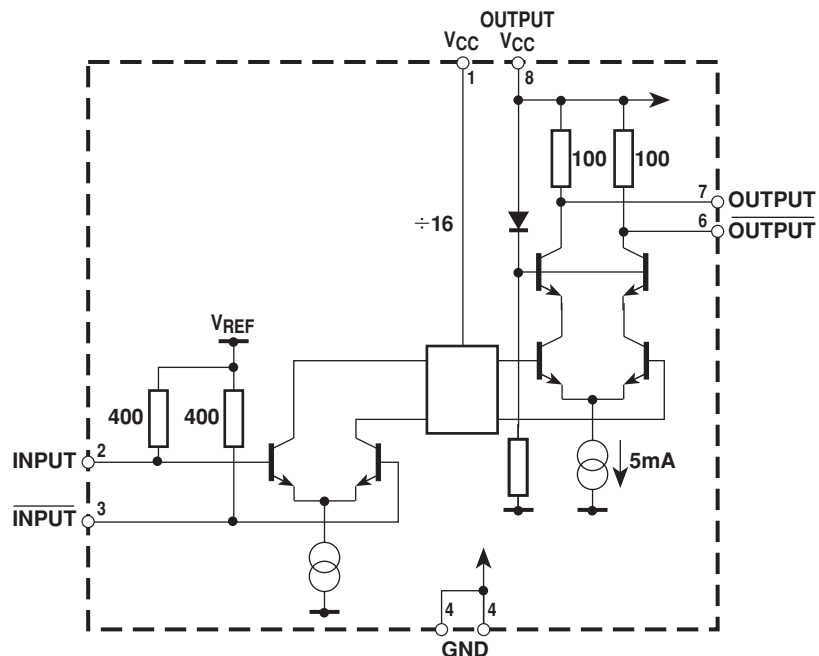 OUTPUT
VCC VCC
1 8
100 100
7 OUTPUT
÷16
6 OUTPUT
VREF
400 400
INPUT 2
5mA
INPUT 3
4 4
GND